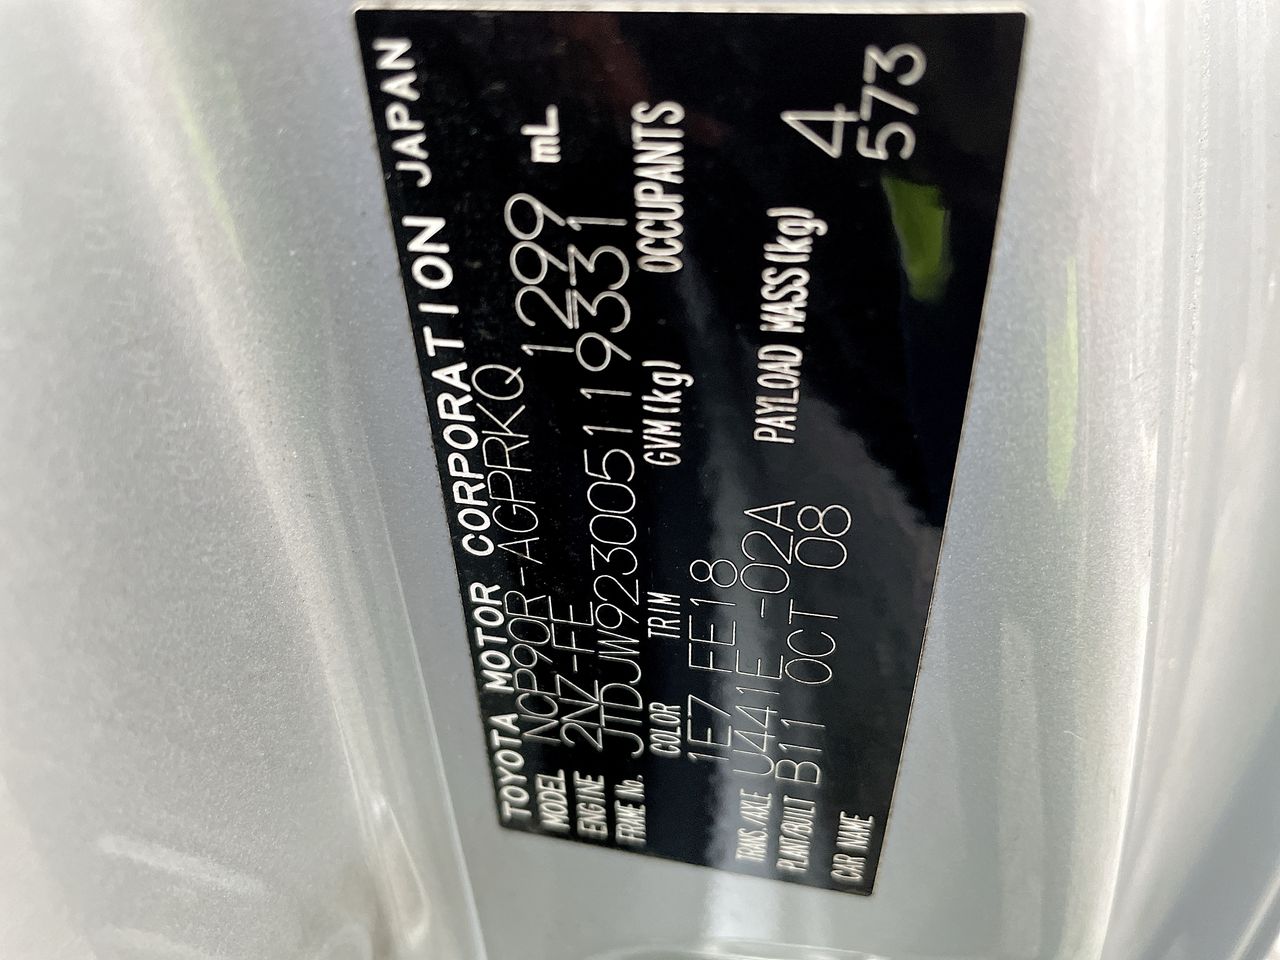 TOYOTA MOTOR CORPORATION JAPAN
MODEL NCP90R-AGPRKQ
ENGINE 2NZ-FE 1299 mL
FRAME No. JTDJW923005119331
COLOR TRIM GVM(kg) OCCUPANTS
1E7 FE18 4
TRANS./AXLE U441E -02A PAYLOAD MASS(kg) 573
PLANT/BUILT B11 OCT 08
CAR NAME